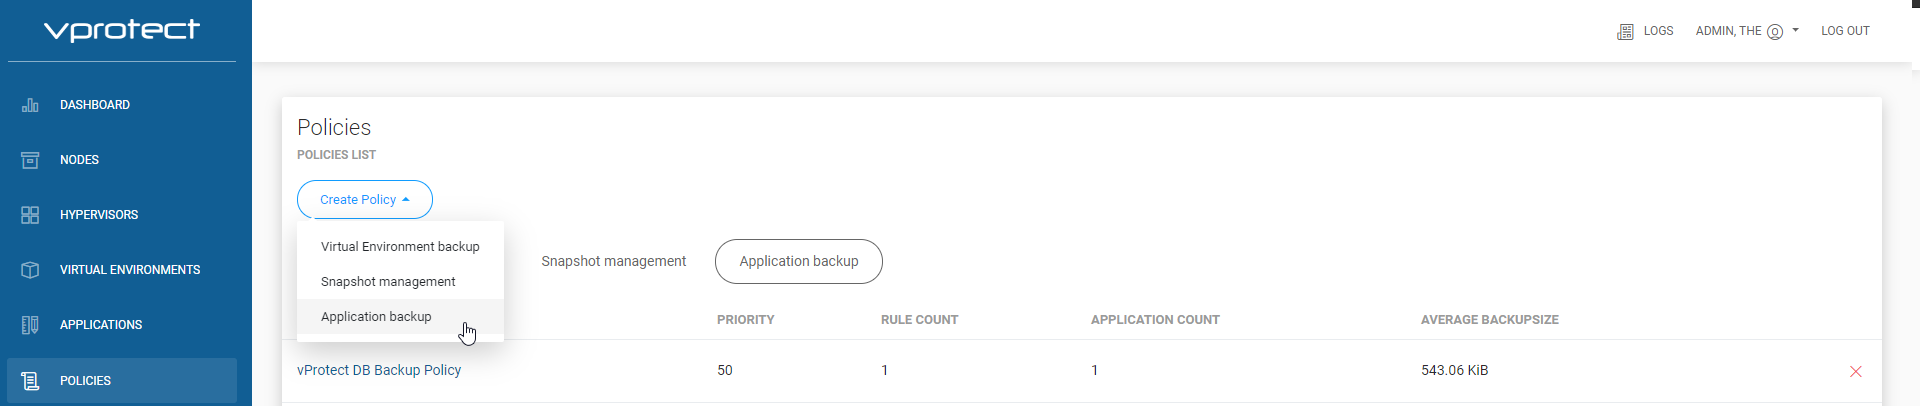 vprotect
LOGS
ADMIN, THE
LOG OUT
DASHBOARD
NODES
HYPERVISORS
VIRTUAL ENVIRONMENTS
APPLICATIONS
POLICIES
Policies
POLICIES LIST
Create Policy
Virtual Environment backup
Snapshot management
Application backup
Snapshot management
Application backup
PRIORITY
RULE COUNT
APPLICATION COUNT
AVERAGE BACKUPSIZE
vProtect DB Backup Policy
50
1
1
543.06 KiB